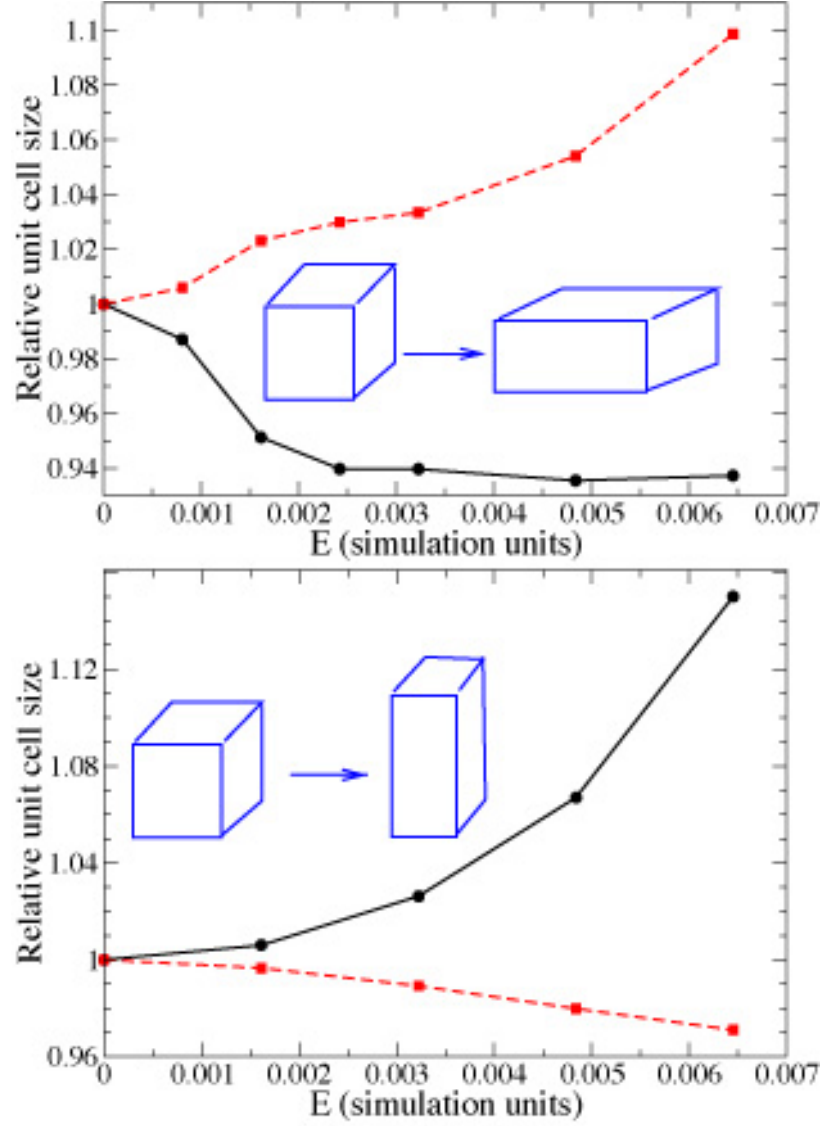 1.1
1.08
1.06
1.04
1.02
1
0.98
0.96
0.94
Relative unit cell size
0 0.001 0.002 0.003 0.004 0.005 0.006 0.007
E (simulation units)
1.12
1.08
1.04
1
0.96
Relative unit cell size
0 0.001 0.002 0.003 0.004 0.005 0.006 0.007
E (simulation units)